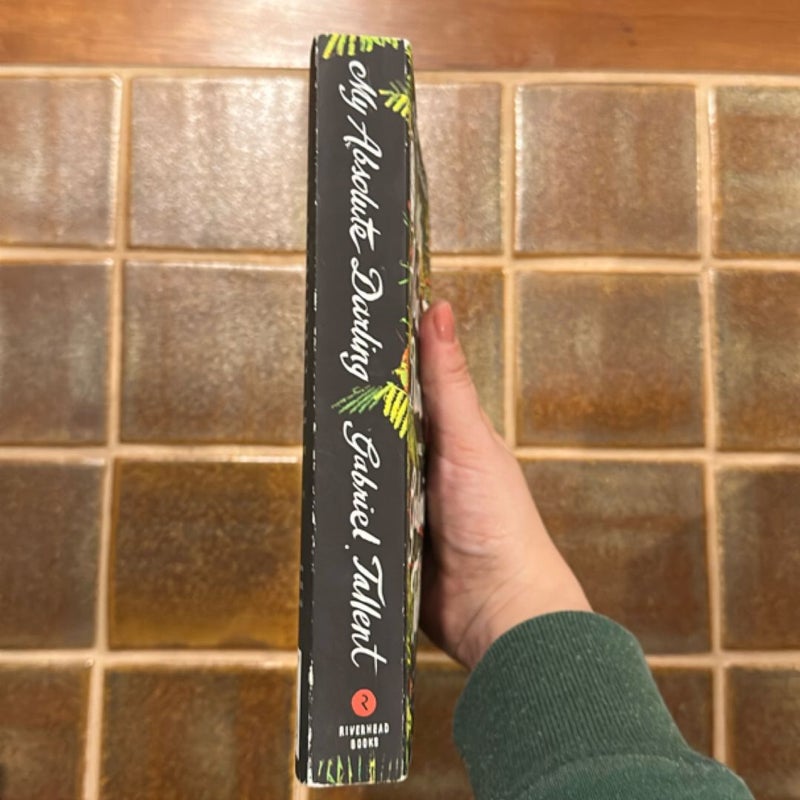 My Absolute Darling
Gabriel Tallent
RIVERHEAD
BOOKS